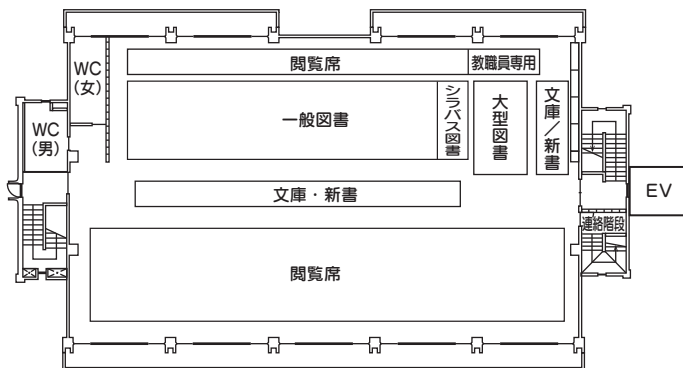 閲覧席
教職員専用
WC
(女)
一般図書
シラバス図書
大型図書
文庫／新書
WC
(男)
文庫・新書
EV
連絡階段
閲覧席